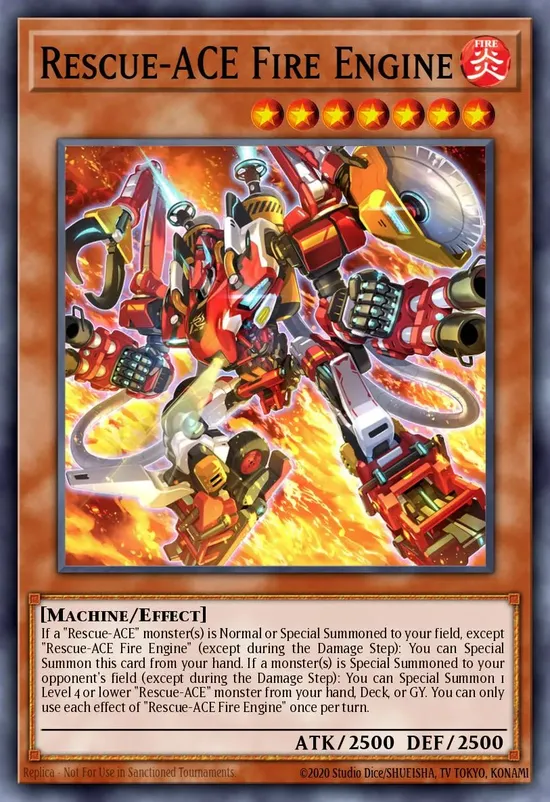 RESCUE-ACE FIRE ENGINE
FIRE
炎
[MACHINE/EFFECT]
If a "Rescue-ACE" monster(s) is Normal or Special Summoned to your field, except
"Rescue-ACE Fire Engine" (except during the Damage Step): You can Special
Summon this card from your hand. If a monster(s) is Special Summoned to your
opponent's field (except during the Damage Step): You can Special Summon 1
Level 4 or lower "Rescue-ACE" monster from your hand, Deck, or GY. You can only
use each effect of "Rescue-ACE Fire Engine" once per turn.
ATK/2500 DEF/2500
Replica - Not For Use in Sanctioned Tournaments.
©2020 Studio Dice/SHUEISHA, TV TOKYO, KONAMI